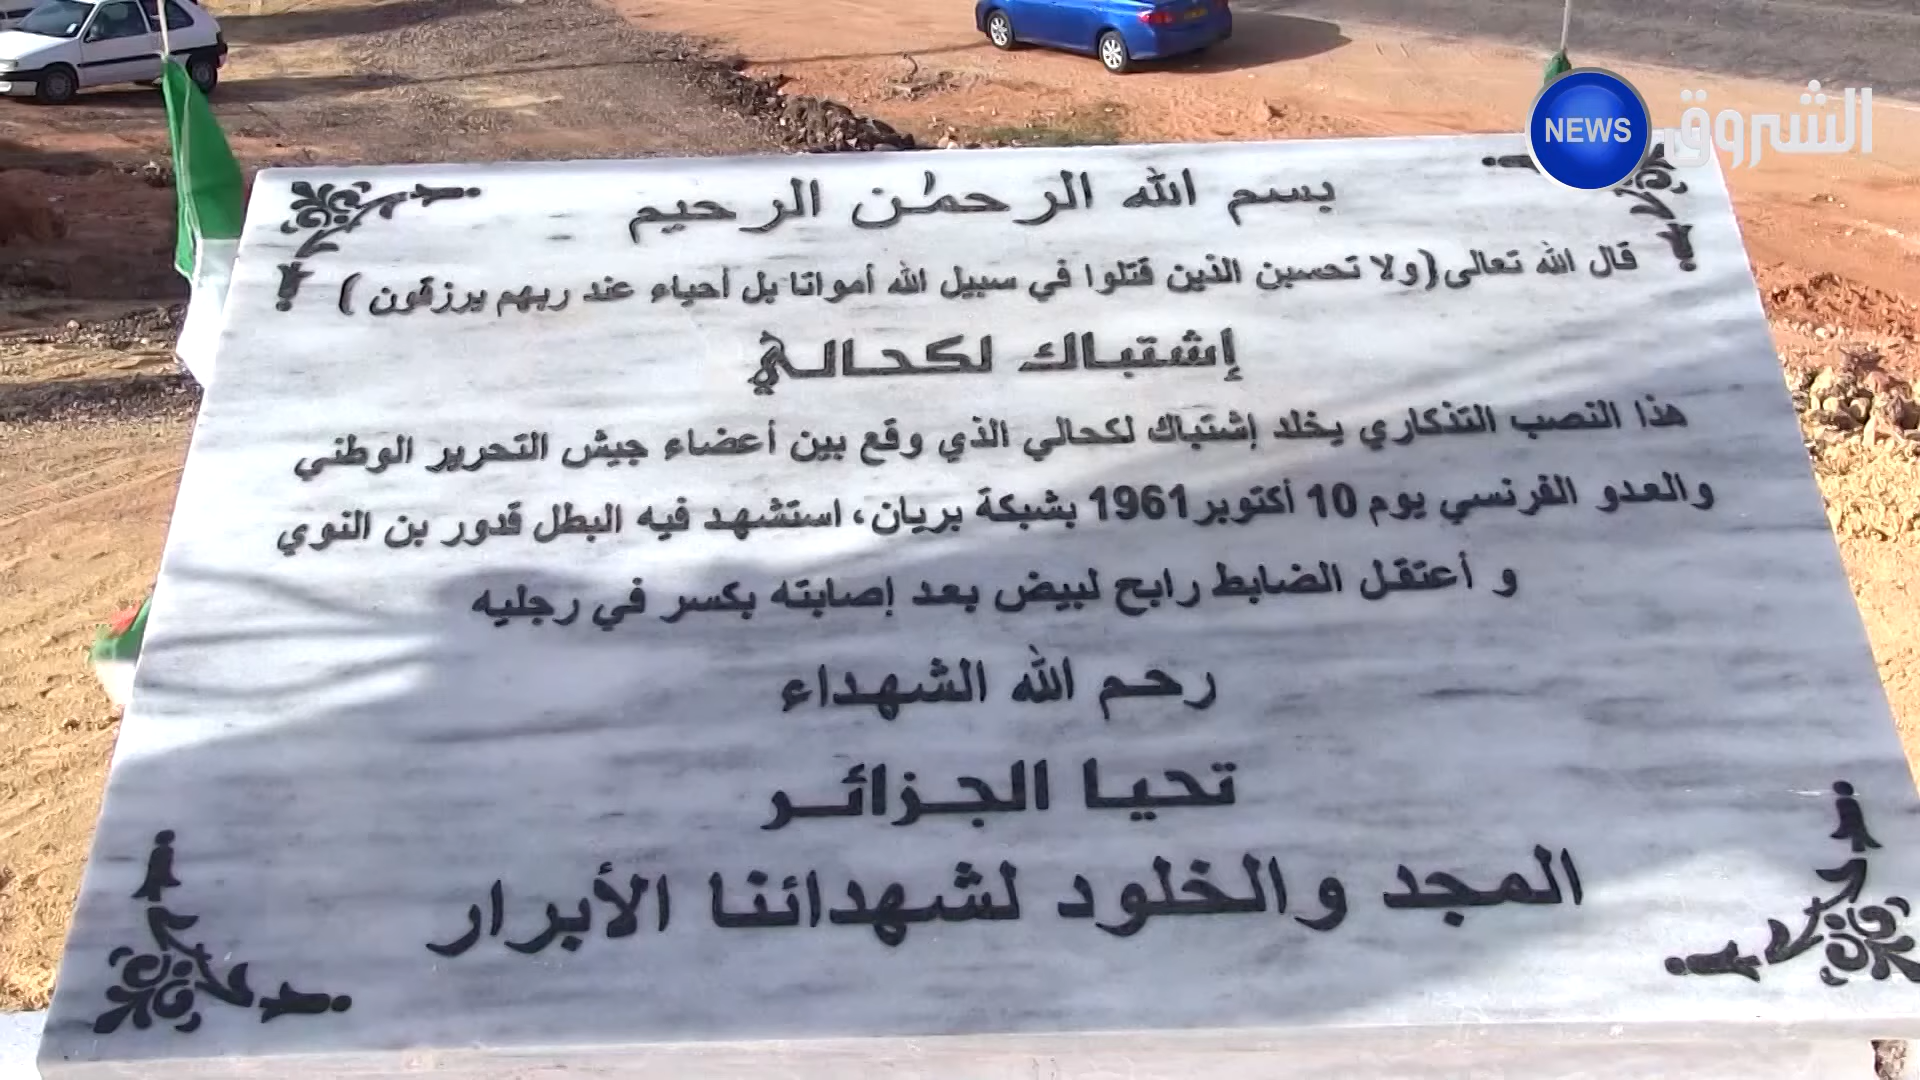 NEWS الشروق
بسم الله الرحمٰن الرحيم
قال الله تعالى (ولا تحسبن الذين قتلوا في سبيل الله أمواتا بل أحياء عند ربهم يرزقون )
إشتباك لكحالي
هذا النصب التذكاري يخلد إشتباك لكحالي الذي وقع بين أعضاء جيش التحرير الوطني
والعدو الفرنسي يوم 10 أكتوبر1961 بشبكة بريان، استشهد فيه البطل قدور بن النوي
و أعتقل الضابط رابح لبيض بعد إصابته بكسر في رجليه
رحم الله الشهداء
تحيا الجزائر
المجد والخلود لشهدائنا الأبرار